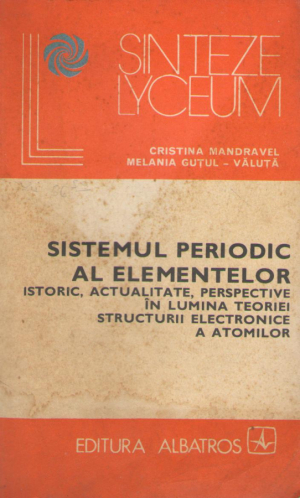 SINTEZE
LYCEUM
CRISTINA MANDRAVEL
MELANIA GUȚUL - VĂLUȚĂ
SISTEMUL PERIODIC
AL ELEMENTELOR
ISTORIC, ACTUALITATE, PERSPECTIVE
ÎN LUMINA TEORIEI
STRUCTURII ELECTRONICE
A ATOMILOR
EDITURA ALBATROS